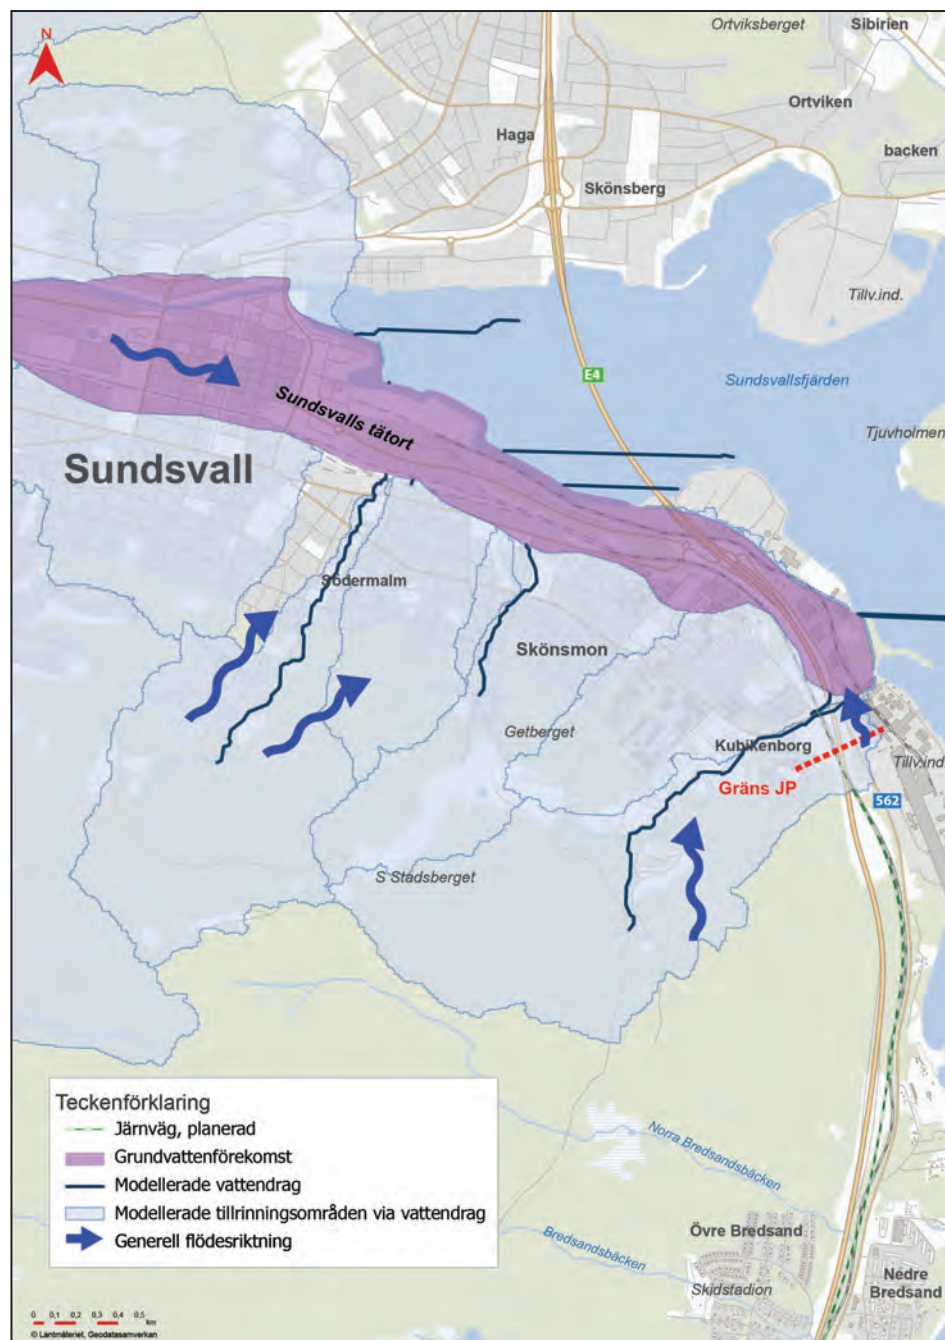 N
Ortviksberget
Sibirien
Ortviken
Haga
backen
Skönsberg
Tillv.ind.
E4
Sundsvallsfjärden
Sundsvalls tätort
Tjuvholmen
Sundsvall
Södermalm
Skönsmon
Getberget
Kubikenborg
Tillv.ind.
Gräns JP
562
S Stadsberget
Teckenförklaring
Järnväg, planerad
Grundvattenförekomst
Modellerade vattendrag
Modellerade tillrinningsområden via vattendrag
Generell flödesriktning
Norra Bredsandsbäcken
Bredsandsbäcken
Övre Bredsand
Skidstadion
Nedre
Bredsand
0 0,1 0,2 0,3 0,4 0,5
km
© Lantmäteriet, Geodatasamverkan